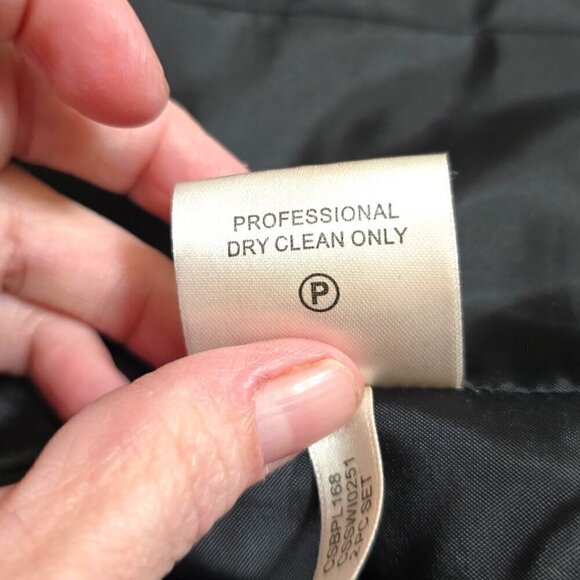 PROFESSIONAL
DRY CLEAN ONLY
P
CSBPL168
CSSWI0251
2 PC SET